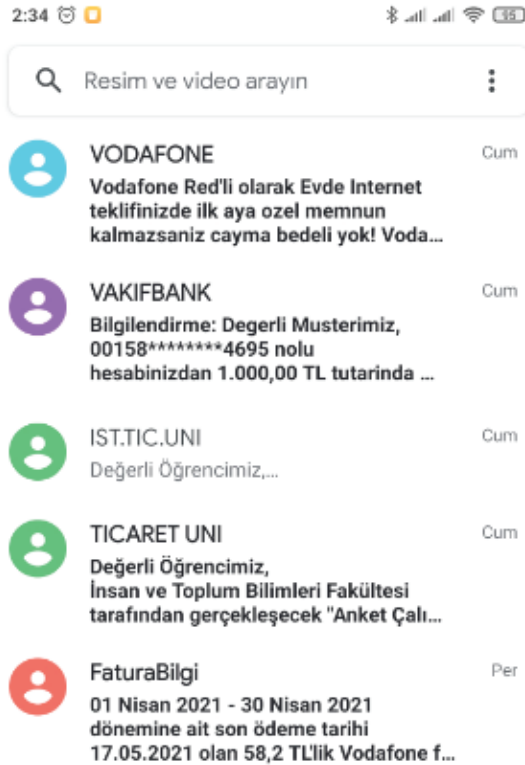 2:34
95
Resim ve video arayın
VODAFONE Cum
Vodafone Red'li olarak Evde Internet
teklifinizde ilk aya ozel memnun
kalmazsaniz cayma bedeli yok! Voda...
VAKIFBANK Cum
Bilgilendirme: Degerli Musterimiz,
00158********4695 nolu
hesabinizdan 1.000,00 TL tutarinda ...
IST.TIC.UNI Cum
Değerli Öğrencimiz,...
TICARET UNI Cum
Değerli Öğrencimiz,
İnsan ve Toplum Bilimleri Fakültesi
tarafından gerçekleşecek "Anket Çalı...
FaturaBilgi Per
01 Nisan 2021 - 30 Nisan 2021
dönemine ait son ödeme tarihi
17.05.2021 olan 58,2 TL'lik Vodafone f...